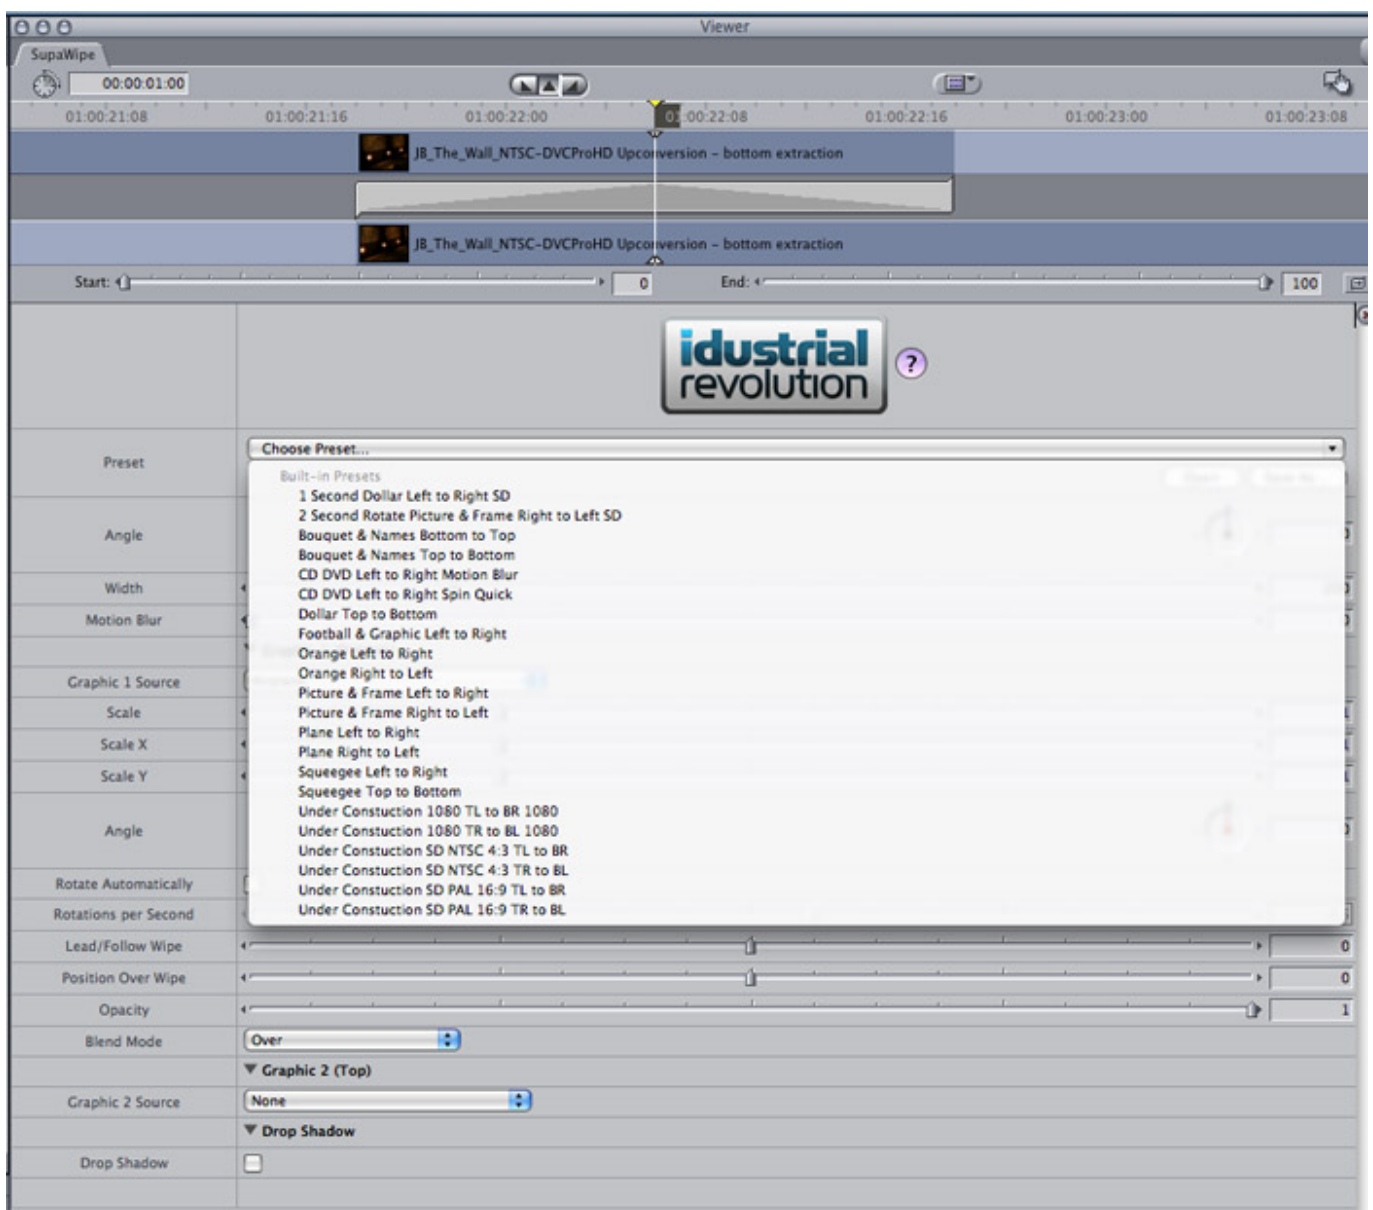 Viewer
SupaWipe
00:00:01:00
01:00:21:08 01:00:21:16 01:00:22:00 01:00:22:08 01:00:22:16 01:00:23:00 01:00:23:08
JB_The_Wall_NTSC-DVCProHD Upconversion - bottom extraction
JB_The_Wall_NTSC-DVCProHD Upconversion - bottom extraction
Start: 0 End: 100
idustrial
revolution
?
Preset Choose Preset...
Built-in Presets
1 Second Dollar Left to Right SD
2 Second Rotate Picture & Frame Right to Left SD
Angle
Bouquet & Names Bottom to Top
Bouquet & Names Top to Bottom
CD DVD Left to Right Motion Blur
Width
CD DVD Left to Right Spin Quick
Dollar Top to Bottom
Motion Blur
Football & Graphic Left to Right
Orange Left to Right
Orange Right to Left
Graphic 1 Source
Picture & Frame Left to Right
Scale
Picture & Frame Right to Left
Plane Left to Right
Scale X
Plane Right to Left
Squeegee Left to Right
Scale Y
Squeegee Top to Bottom
Under Constuction 1080 TL to BR 1080
Angle
Under Constuction 1080 TR to BL 1080
Under Constuction SD NTSC 4:3 TL to BR
Under Constuction SD NTSC 4:3 TR to BL
Rotate Automatically
Under Constuction SD PAL 16:9 TL to BR
Rotations per Second
Under Constuction SD PAL 16:9 TR to BL
Lead/Follow Wipe 0
Position Over Wipe 0
Opacity 1
Blend Mode Over
Graphic 2 (Top)
Graphic 2 Source None
Drop Shadow
Drop Shadow